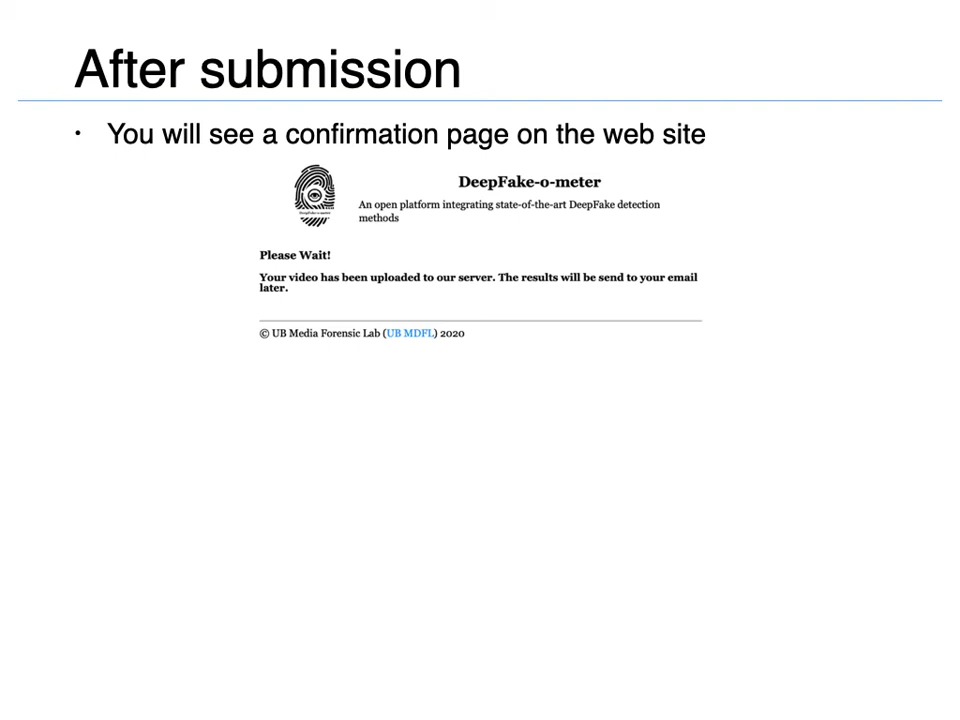 After submission
• You will see a confirmation page on the web site
DeepFake-o-meter
An open platform integrating state-of-the-art DeepFake detection
methods
DeepFake-o-meter
Please Wait!
Your video has been uploaded to our server. The results will be send to your email
later.
© UB Media Forensic Lab (UB MDFL) 2020